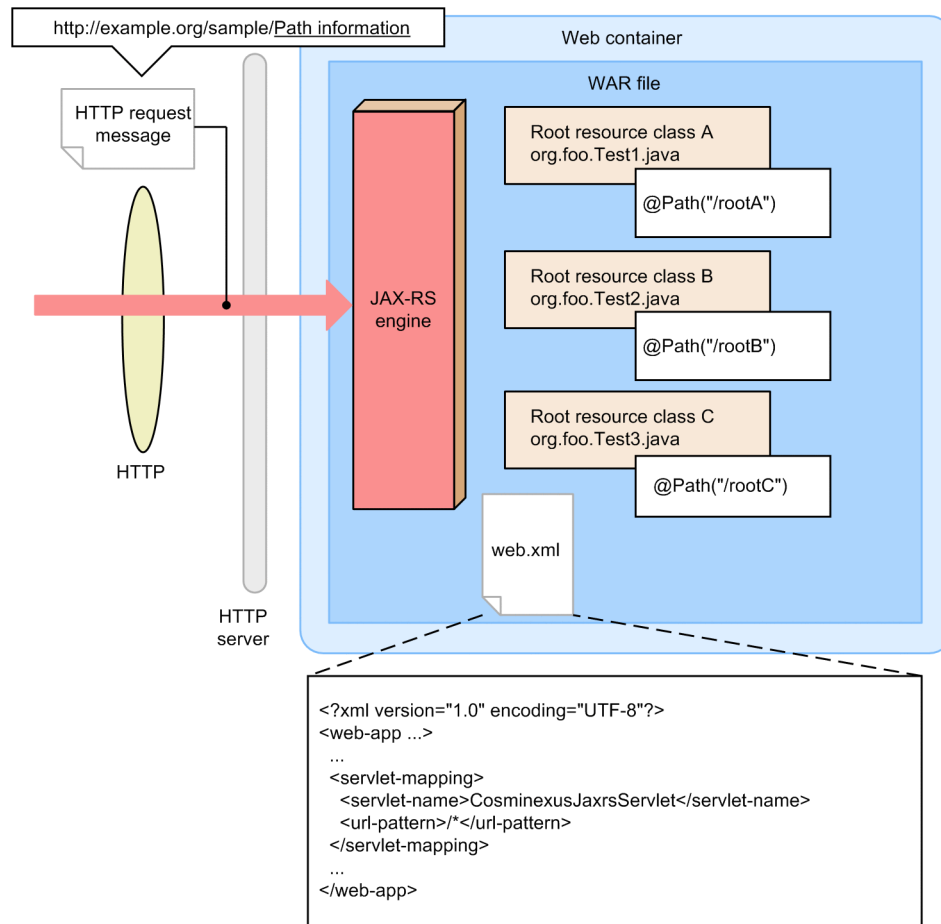 http://example.org/sample/Path information
Web container
WAR file
HTTP request
message
Root resource class A
org.foo.Test1.java
@Path("/rootA")
Root resource class B
org.foo.Test2.java
@Path("/rootB")
JAX-RS
engine
Root resource class C
org.foo.Test3.java
@Path("/rootC")
HTTP
web.xml
HTTP
server
<?xml version="1.0" encoding="UTF-8"?>
<web-app ...>
...
<servlet-mapping>
<servlet-name>CosminexusJaxrsServlet</servlet-name>
<url-pattern>/*</url-pattern>
</servlet-mapping>
...
</web-app>